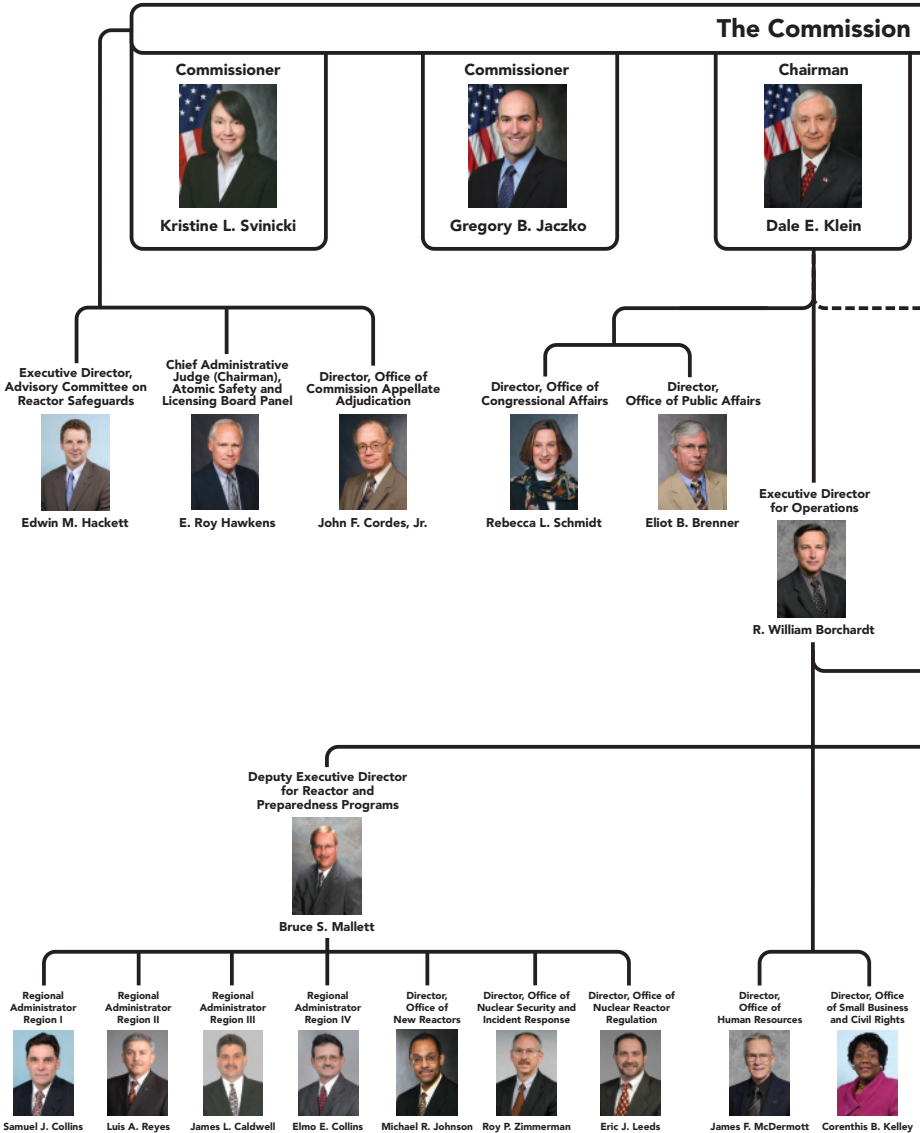 The Commission
Commissioner
Kristine L. Svinicki
Commissioner
Gregory B. Jaczko
Chairman
Dale E. Klein
Executive Director,
Advisory Committee on
Reactor Safeguards
Edwin M. Hackett
Chief Administrative
Judge (Chairman),
Atomic Safety and
Licensing Board Panel
E. Roy Hawkens
Director, Office of
Commission Appellate
Adjudication
John F. Cordes, Jr.
Director, Office of
Congressional Affairs
Rebecca L. Schmidt
Director,
Office of Public Affairs
Eliot B. Brenner
Executive Director
for Operations
R. William Borchardt
Deputy Executive Director
for Reactor and
Preparedness Programs
Bruce S. Mallett
Regional
Administrator
Region I
Samuel J. Collins
Regional
Administrator
Region II
Luis A. Reyes
Regional
Administrator
Region III
James L. Caldwell
Regional
Administrator
Region IV
Elmo E. Collins
Director,
Office of
New Reactors
Michael R. Johnson
Director, Office of
Nuclear Security and
Incident Response
Roy P. Zimmerman
Director, Office of
Nuclear Reactor
Regulation
Eric J. Leeds
Director,
Office of
Human Resources
James F. McDermott
Director, Office
of Small Business
and Civil Rights
Corenthis B. Kelley